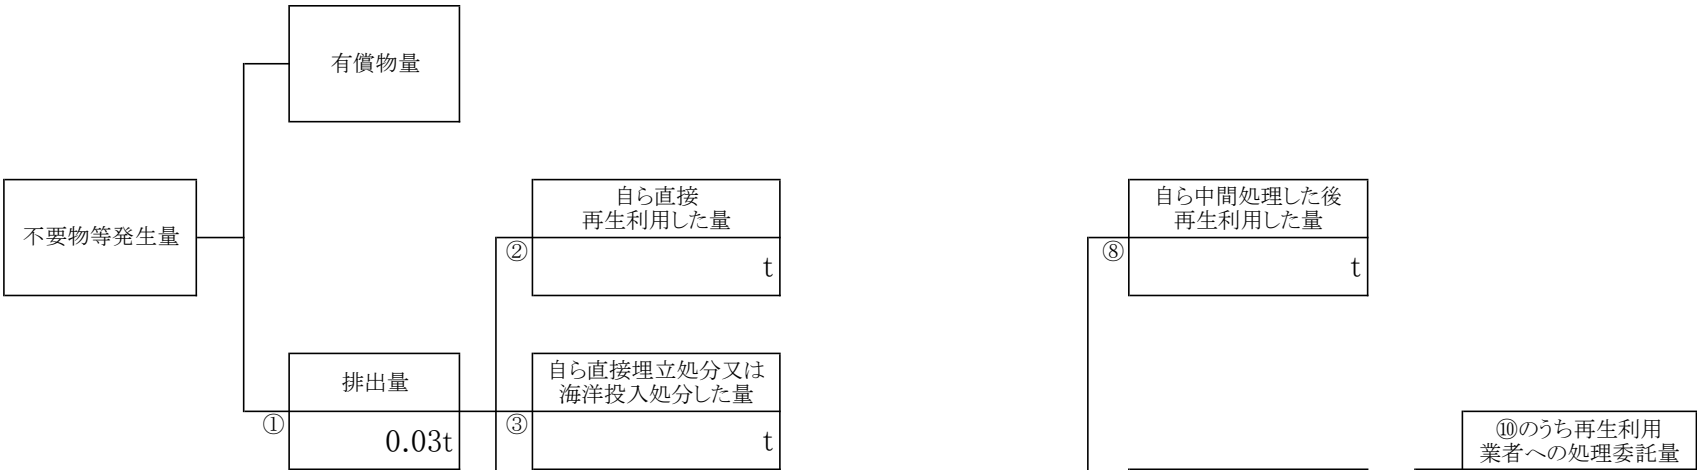 有償物量
不要物等発生量
自ら直接
再生利用した量
②
t
自ら中間処理した後
再生利用した量
⑧
t
排出量
①
0.03t
自ら直接埋立処分又は
海洋投入処分した量
③
t
⑩のうち再生利用
業者への処理委託量